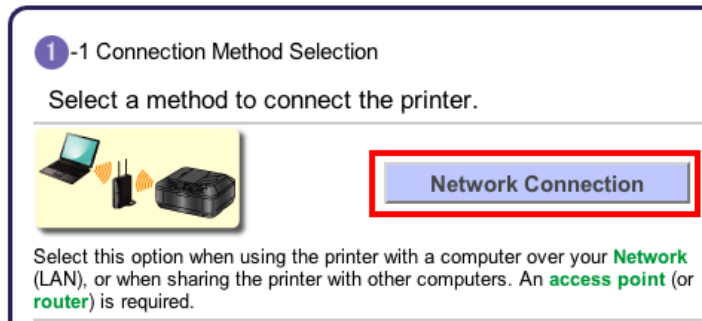 1 -1 Connection Method Selection
Select a method to connect the printer.
Network Connection
Select this option when using the printer with a computer over your Network
(LAN), or when sharing the printer with other computers. An access point (or
router) is required.